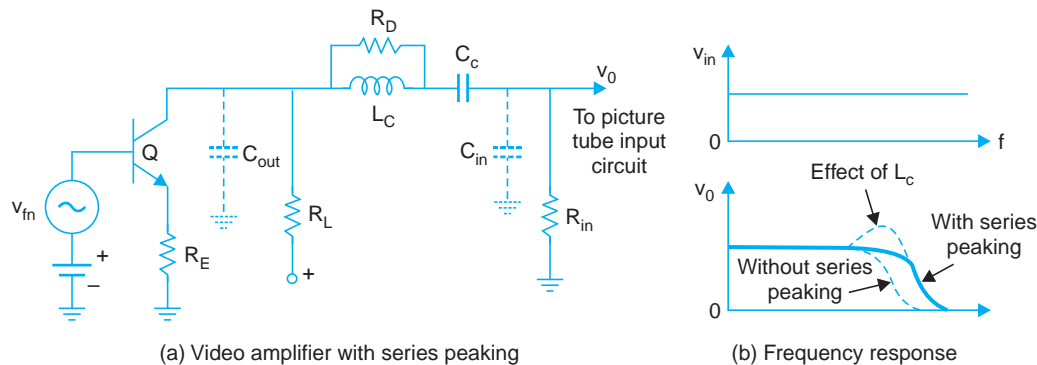 R_D
C_c
L_C
v_0
To picture
tube input
circuit
Q
C_out
C_in
v_fn
R_L
R_in
R_E
+
–
+
(a) Video amplifier with series peaking
v_in
0
f
v_0
Effect of L_c
With series
peaking
Without series
peaking
0
(b) Frequency response